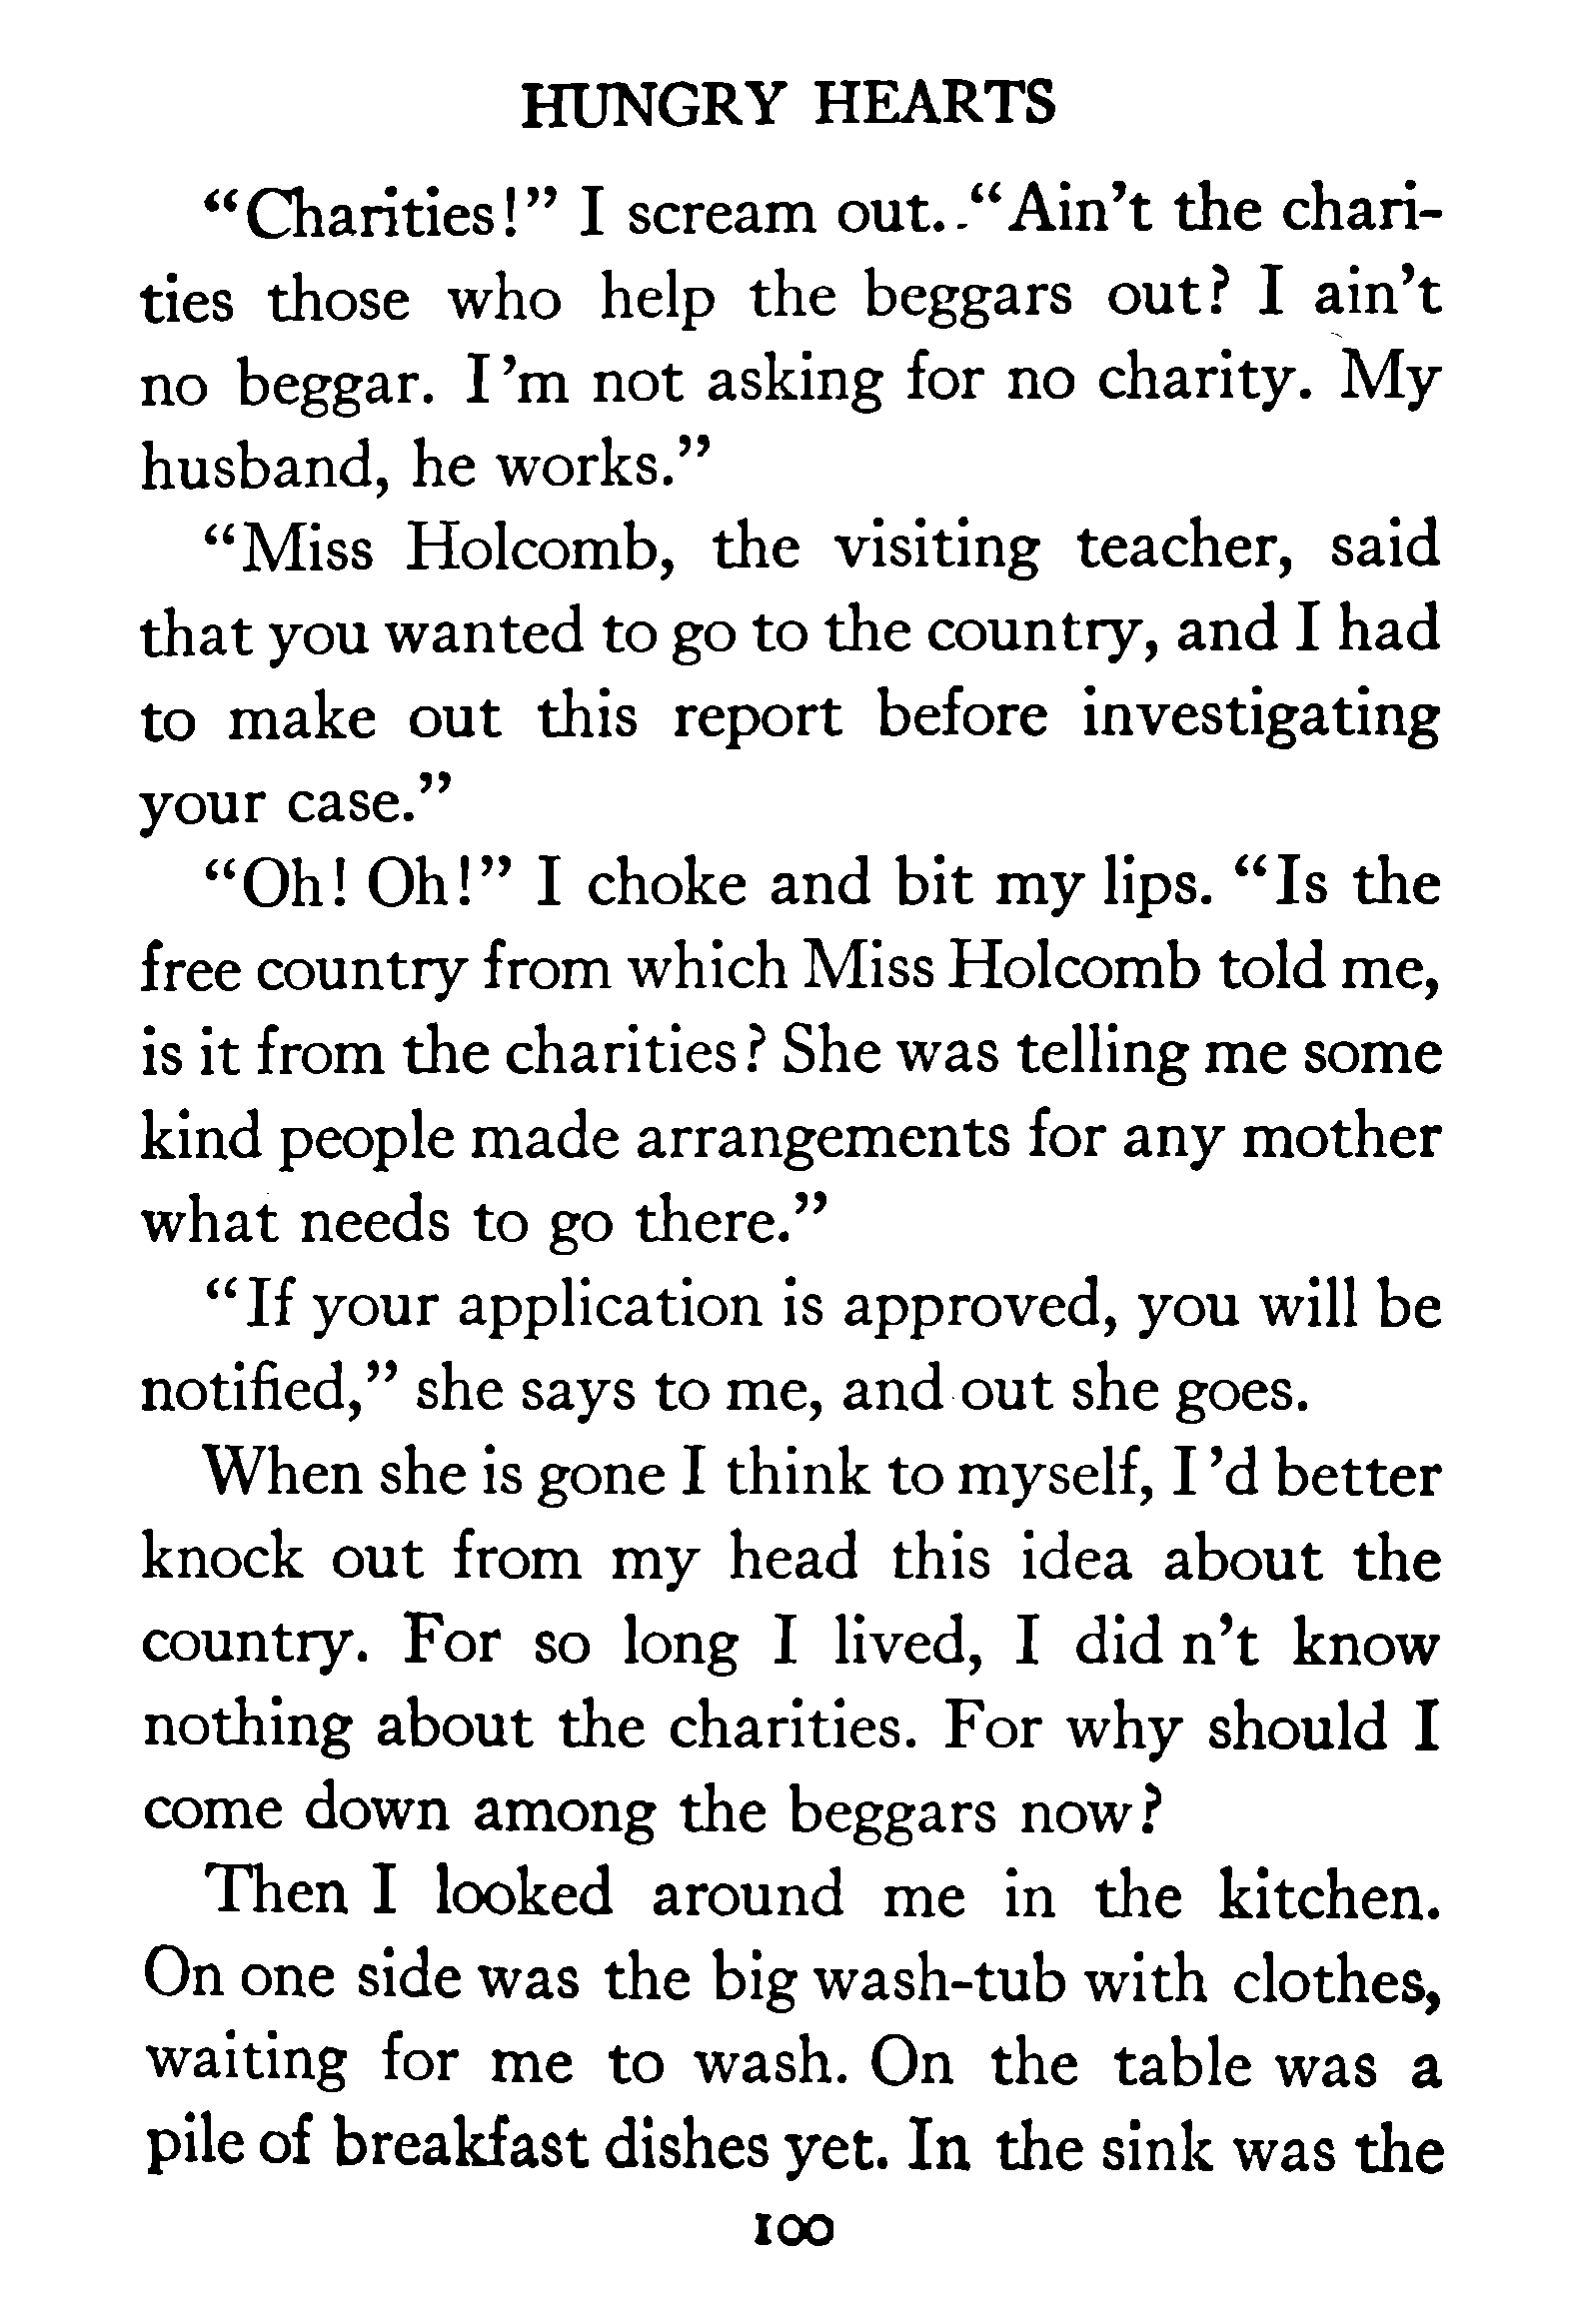 HUNGRY HEARTS
“Charities!” I scream out. “Ain’t the chari-
ties those who help the beggars out? I ain’t
no beggar. I’m not asking for no charity. My
husband, he works.”
“Miss Holcomb, the visiting teacher, said
that you wanted to go to the country, and I had
to make out this report before investigating
your case.”
“Oh! Oh!” I choke and bit my lips. “Is the
free country from which Miss Holcomb told me,
is it from the charities? She was telling me some
kind people made arrangements for any mother
what needs to go there.”
“If your application is approved, you will be
notified,” she says to me, and out she goes.
When she is gone I think to myself, I’d better
knock out from my head this idea about the
country. For so long I lived, I did n’t know
nothing about the charities. For why should I
come down among the beggars now?
Then I looked around me in the kitchen.
On one side was the big wash-tub with clothes,
waiting for me to wash. On the table was a
pile of breakfast dishes yet. In the sink was the
100